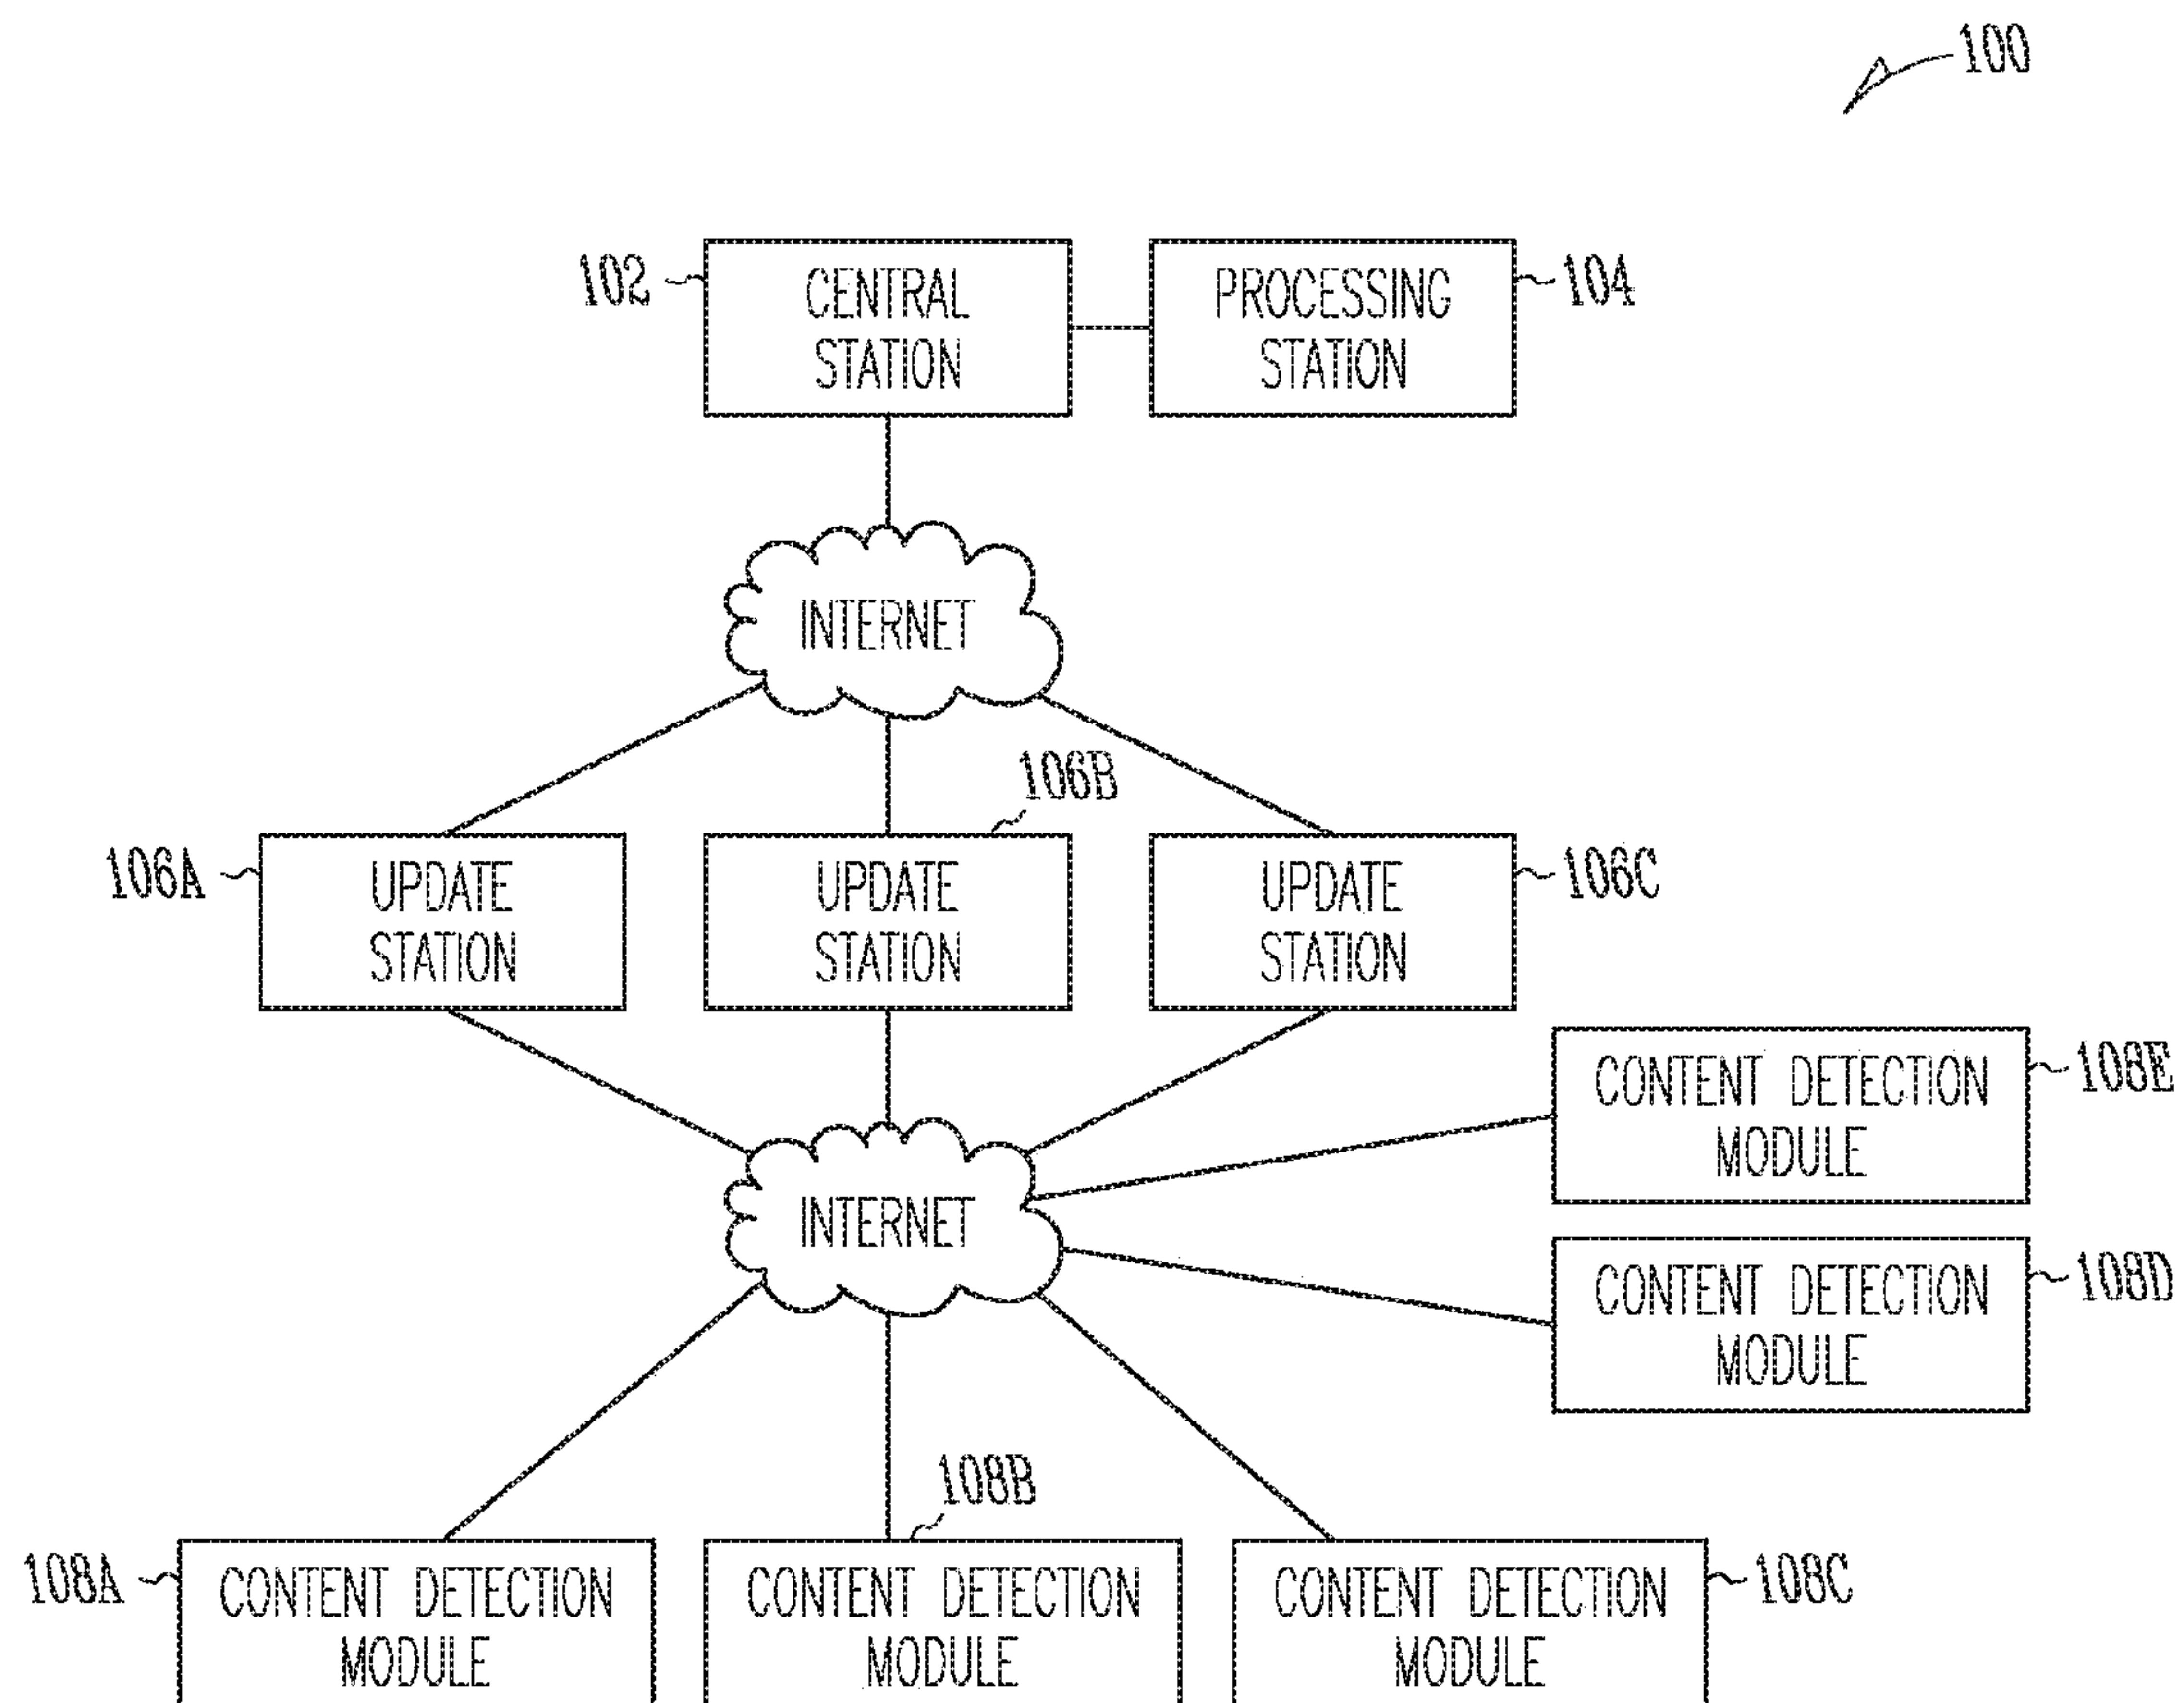 100
102
CENTRAL
STATION
PROCESSING
STATION
104
INTERNET
106B
106A
UPDATE
STATION
UPDATE
STATION
UPDATE
STATION
106C
CONTENT DETECTION
MODULE
108E
INTERNET
CONTENT DETECTION
MODULE
108D
108B
108A
CONTENT DETECTION
MODULE
CONTENT DETECTION
MODULE
CONTENT DETECTION
MODULE
108C